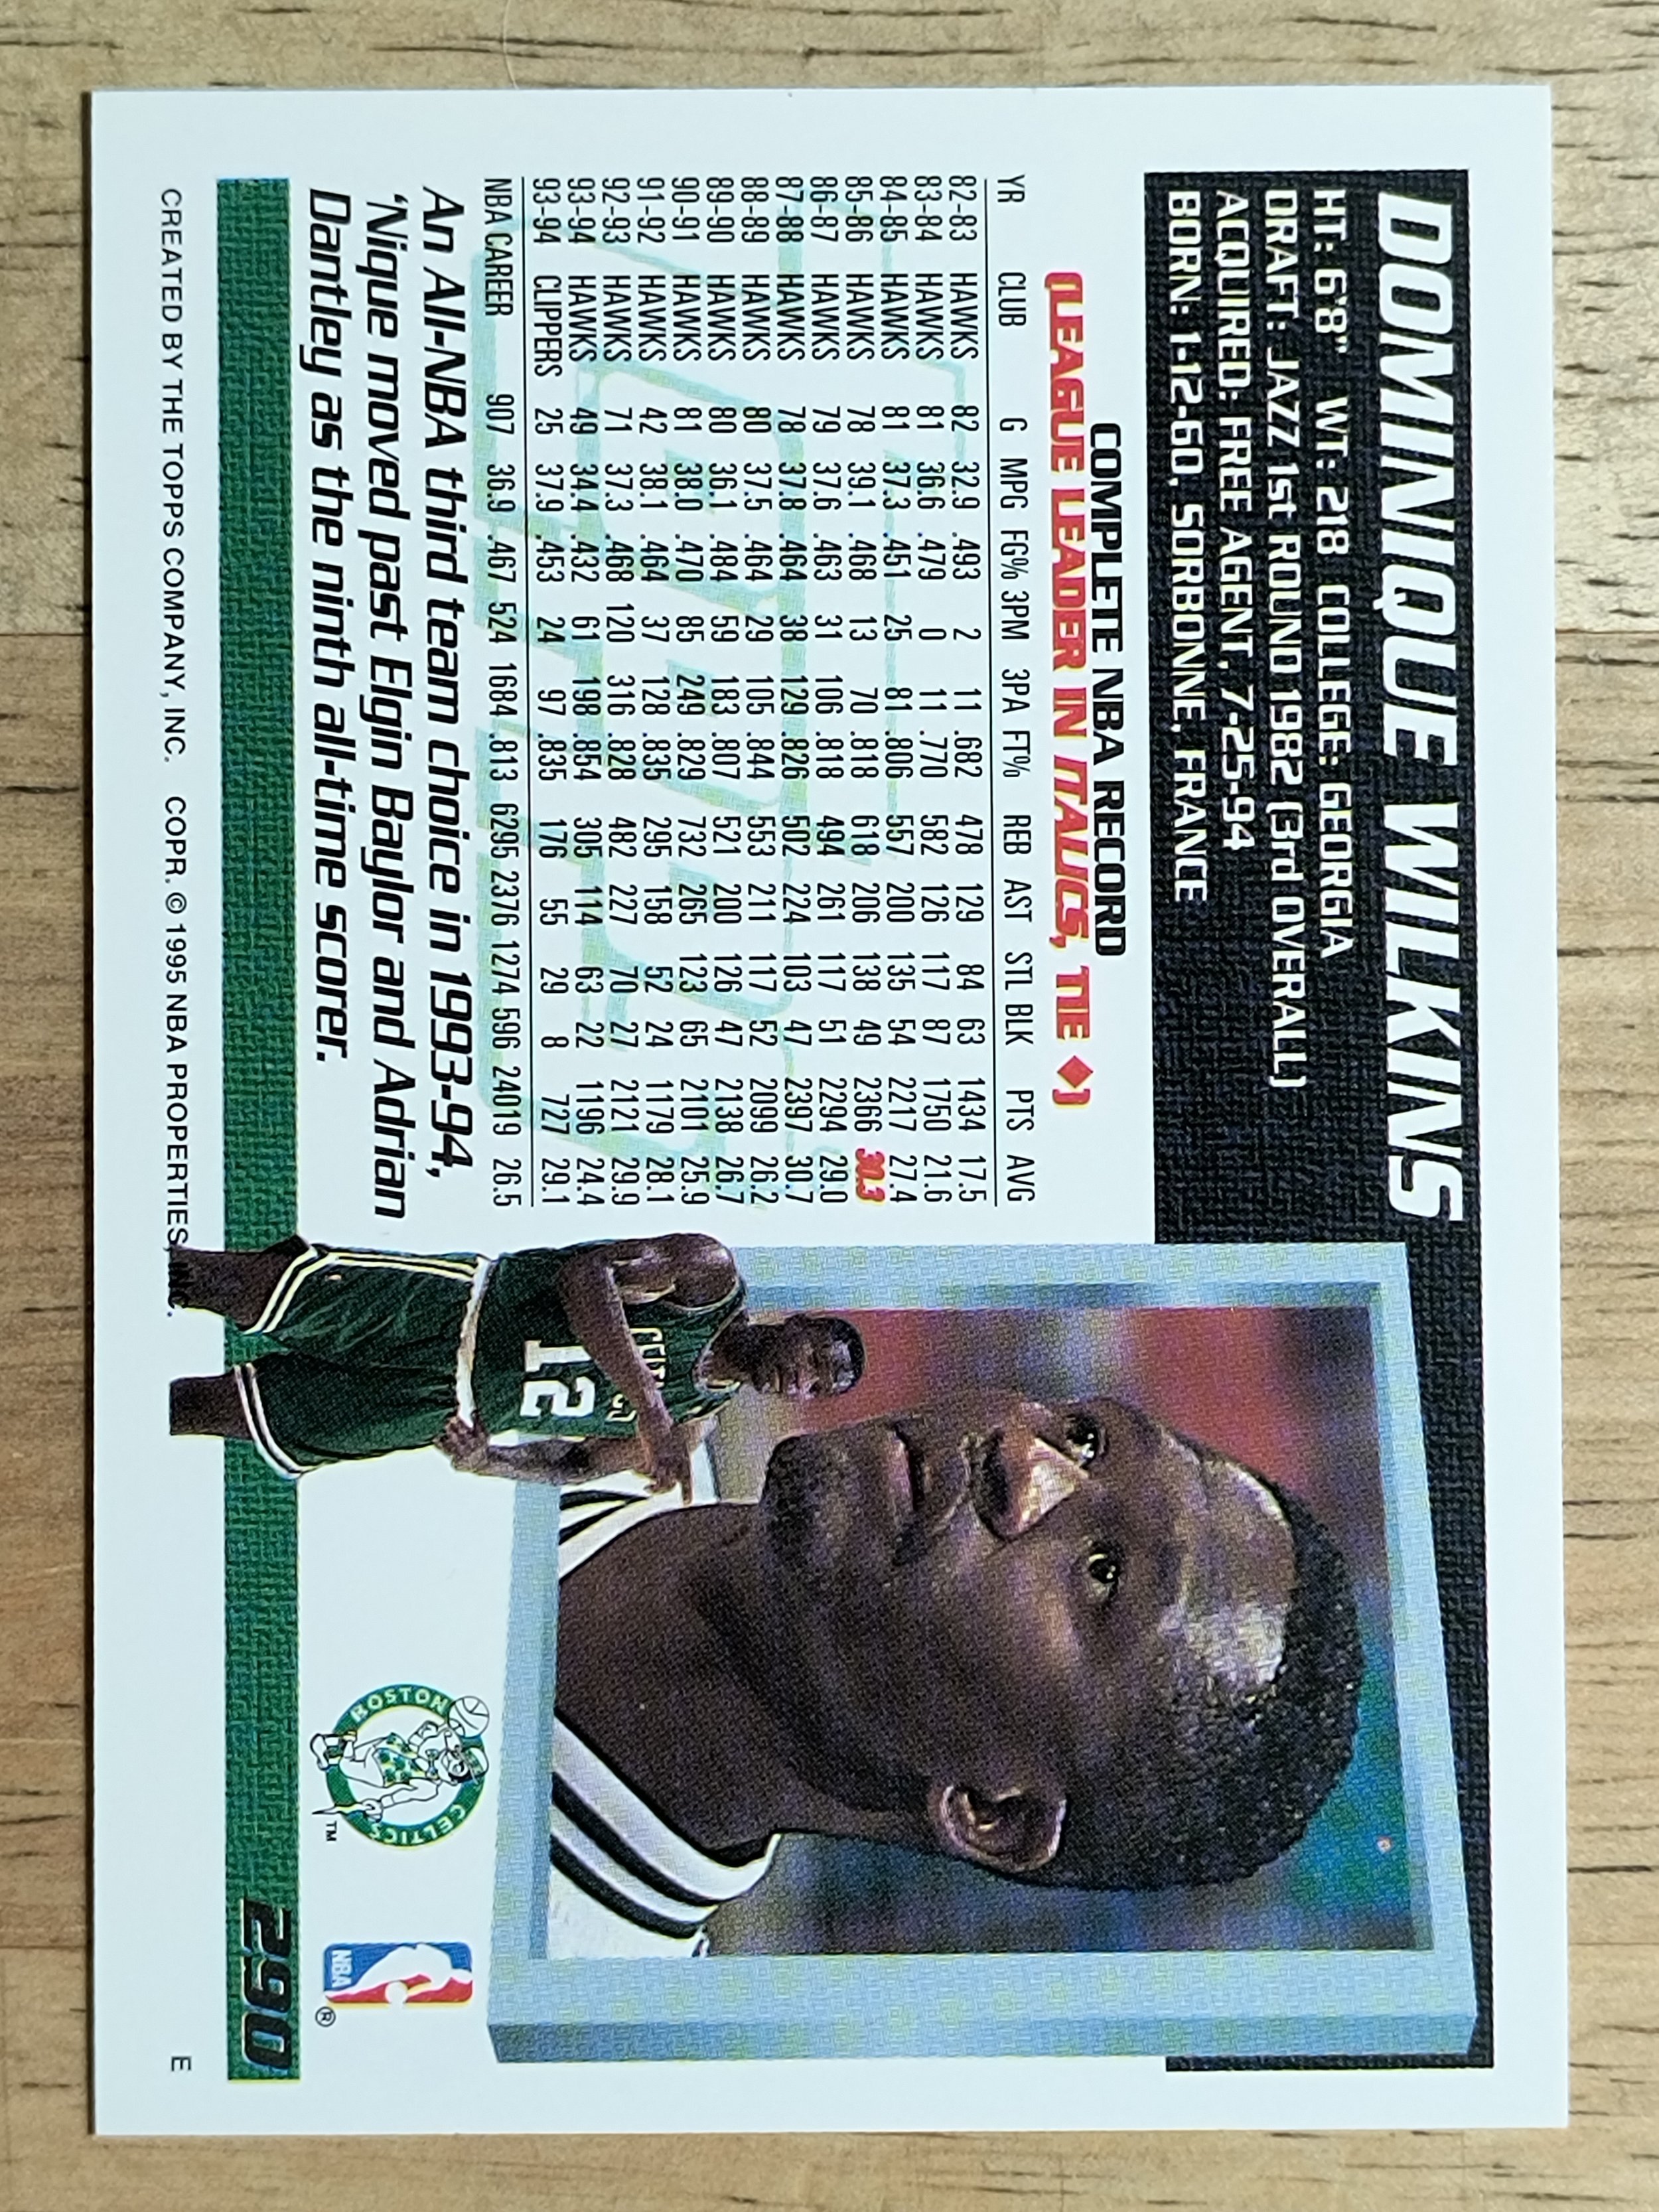 DOMINIQUE WILKINS
HT: 6'8" WT: 218 COLLEGE: GEORGIA
DRAFT: JAZZ 1st ROUND 1982 (3rd OVERALL)
ACQUIRED: FREE AGENT, 7-25-94
BORN: 1-12-60, SORBONNE, FRANCE
COMPLETE NBA RECORD
(LEAGUE LEADER IN ITALICS, TIE ◆)
YR CLUB G MPG FG% 3PM 3PA FT% REB AST STL BLK PTS AVG
82-83 HAWKS 82 32.9 .493 2 11 .682 478 129 84 63 1434 17.5
83-84 HAWKS 81 36.6 .479 0 11 .770 582 126 117 87 1750 21.6
84-85 HAWKS 81 37.3 .451 25 81 .806 557 200 135 54 2217 27.4
85-86 HAWKS 78 39.1 .468 13 70 .818 618 206 138 49 2366 30.3
86-87 HAWKS 79 37.6 .463 31 106 .818 494 261 117 51 2294 29.0
87-88 HAWKS 78 37.8 .464 38 129 .826 502 224 103 47 2397 30.7
88-89 HAWKS 80 37.5 .464 29 105 .844 553 211 117 52 2099 26.2
89-90 HAWKS 80 36.1 .484 59 183 .807 521 200 126 47 2138 26.7
90-91 HAWKS 81 38.0 .470 85 249 .829 732 265 123 65 2101 25.9
91-92 HAWKS 42 38.1 .464 37 128 .835 295 158 52 24 1179 28.1
92-93 HAWKS 71 37.3 .468 120 316 .828 482 227 70 27 2121 29.9
93-94 HAWKS 49 34.4 .432 61 198 .854 305 114 63 22 1196 24.4
93-94 CLIPPERS 25 37.9 .453 24 97 .835 176 55 29 8 727 29.1
NBA CAREER 907 36.9 .467 524 1684 .813 6295 2376 1274 596 24019 26.5
An All-NBA third team choice in 1993-94,
'Nique moved past Elgin Baylor and Adrian
Dantley as the ninth all-time scorer.
12
BOSTON
CELTICS
TM
NBA
®
290
CREATED BY THE TOPPS COMPANY, INC. COPR. © 1995 NBA PROPERTIES, INC.
E